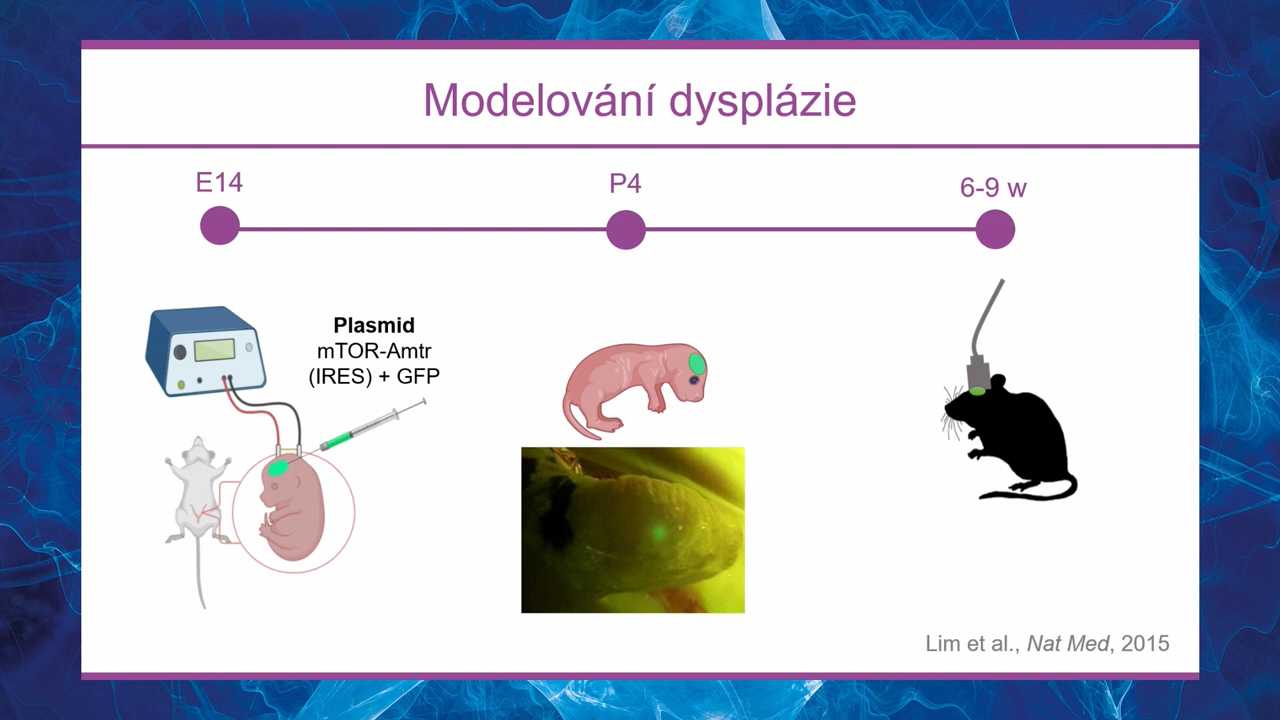 Modelování dysplázie
E14
P4
6-9 w
Plasmid
mTOR-Amtr
(IRES) + GFP
Lim et al., Nat Med, 2015